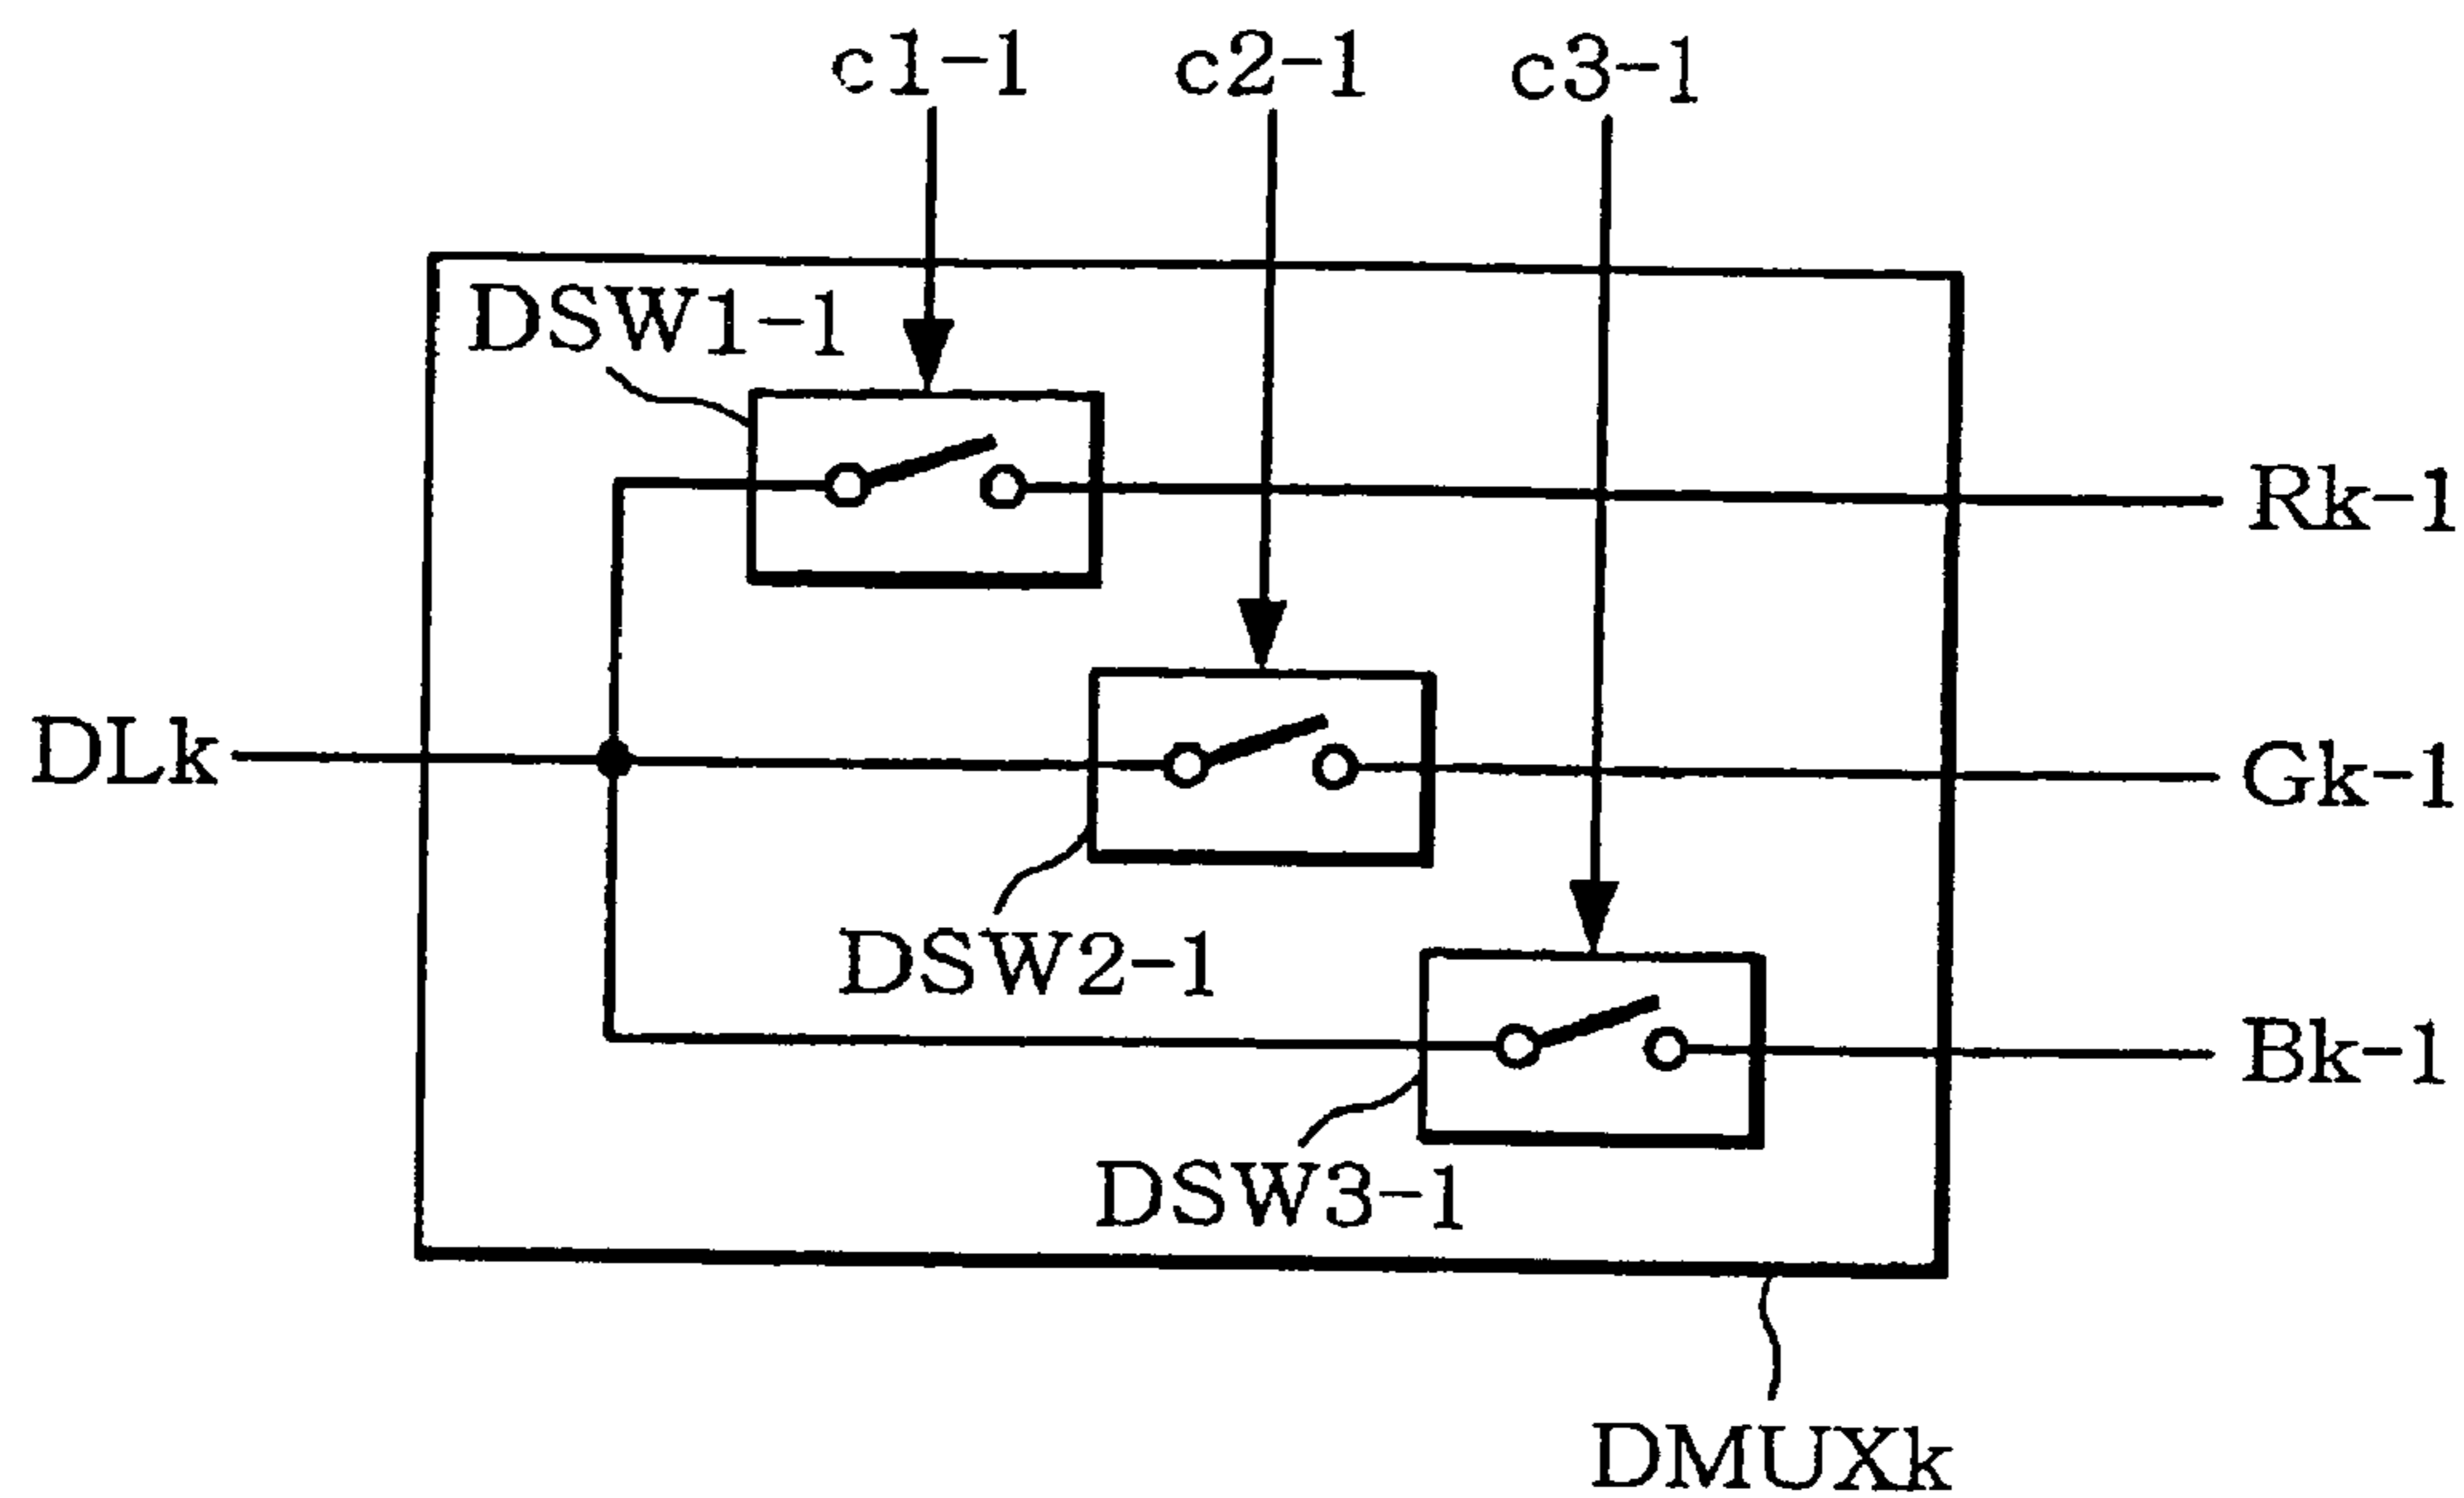 c1-1 c2-1 c3-1
DSW1-1
Rk-1
DLk
Gk-1
DSW2-1
Bk-1
DSW3-1
DMUXk